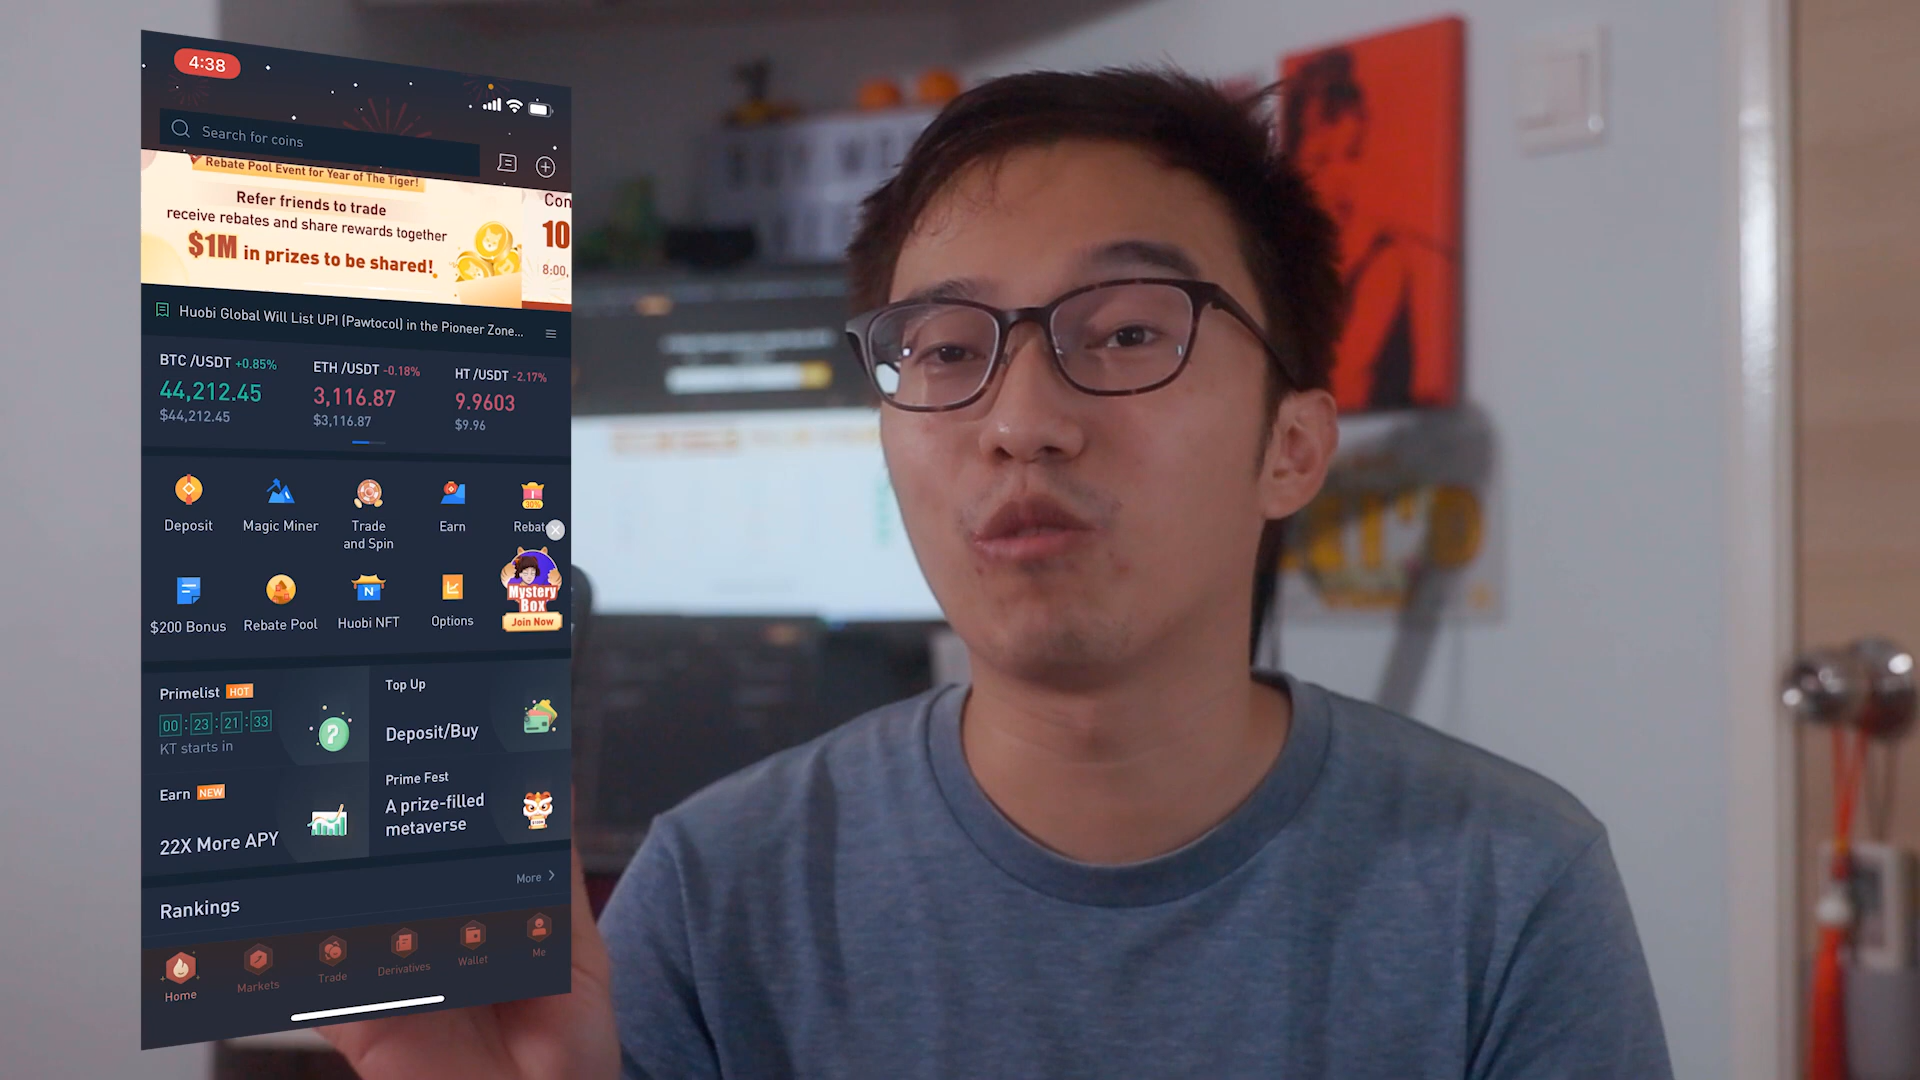 4:38
Search for coins
Rebate Pool Event for Year of The Tiger!
Refer friends to trade
receive rebates and share rewards together
$1M in prizes to be shared!
Con
10
8:00,
Huobi Global Will List UPI (Pawtocol) in the Pioneer Zone...
BTC /USDT +0.85%
44,212.45
$44,212.45
ETH /USDT -0.18%
3,116.87
$3,116.87
HT /USDT -2.17%
9.9603
$9.96
Deposit
Magic Miner
Trade
and Spin
Earn
30%
Rebat
$200 Bonus
Rebate Pool
N
Huobi NFT
Options
Mystery
Box
Join Now
Primelist HOT
00:23:21:33
KT starts in
?
Top Up
Deposit/Buy
Earn NEW
22X More APY
Prime Fest
A prize-filled
metaverse
More
Rankings
Home
Markets
Trade
Derivatives
Wallet
Me